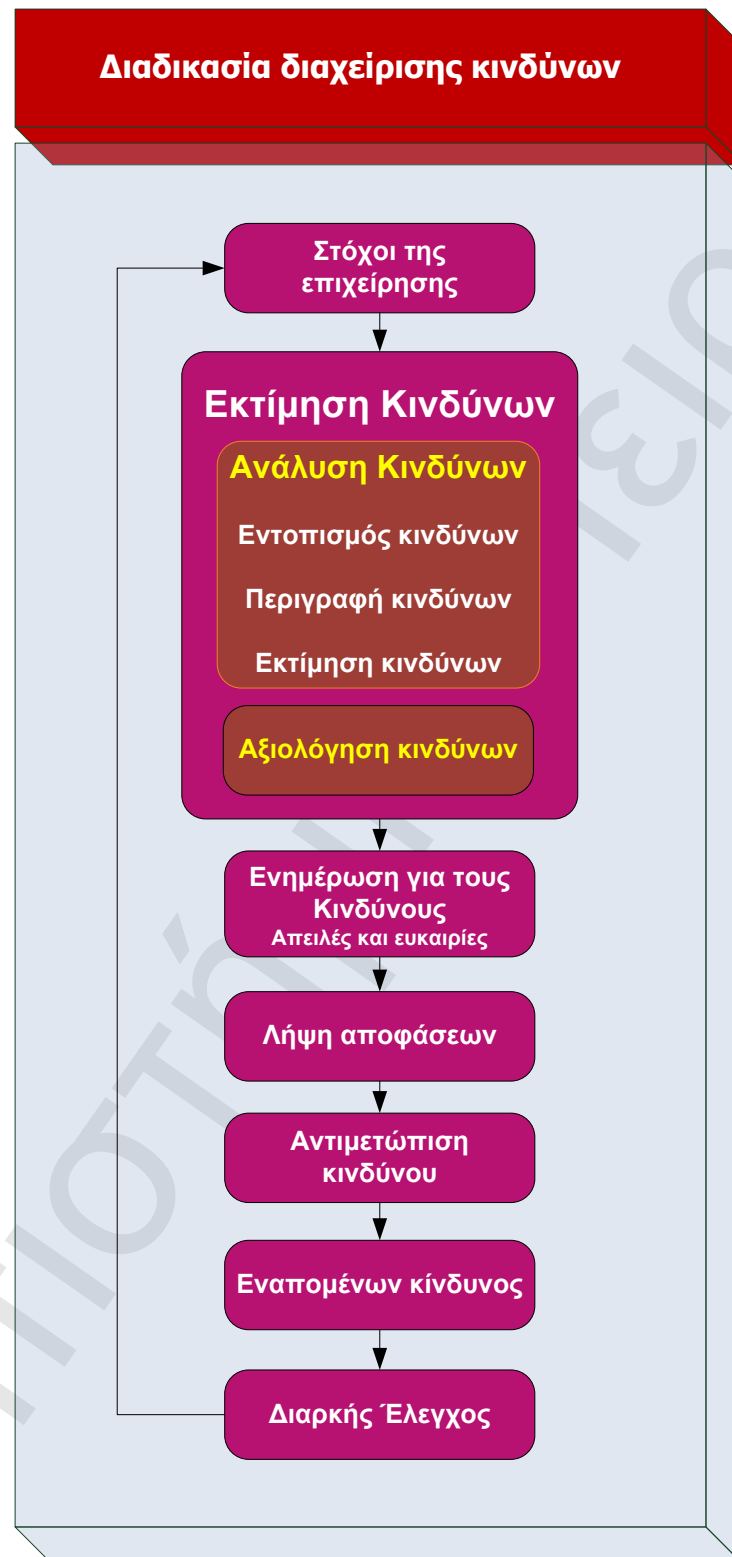 Διαδικασία διαχείρισης κινδύνων
Στόχοι της
επιχείρησης
Εκτίμηση Κινδύνων
Ανάλυση Κινδύνων
Εντοπισμός κινδύνων
Περιγραφή κινδύνων
Εκτίμηση κινδύνων
Αξιολόγηση κινδύνων
Ενημέρωση για τους
Κινδύνους
Απειλές και ευκαιρίες
Λήψη αποφάσεων
Αντιμετώπιση
κινδύνου
Εναπομένων κίνδυνος
Διαρκής Έλεγχος